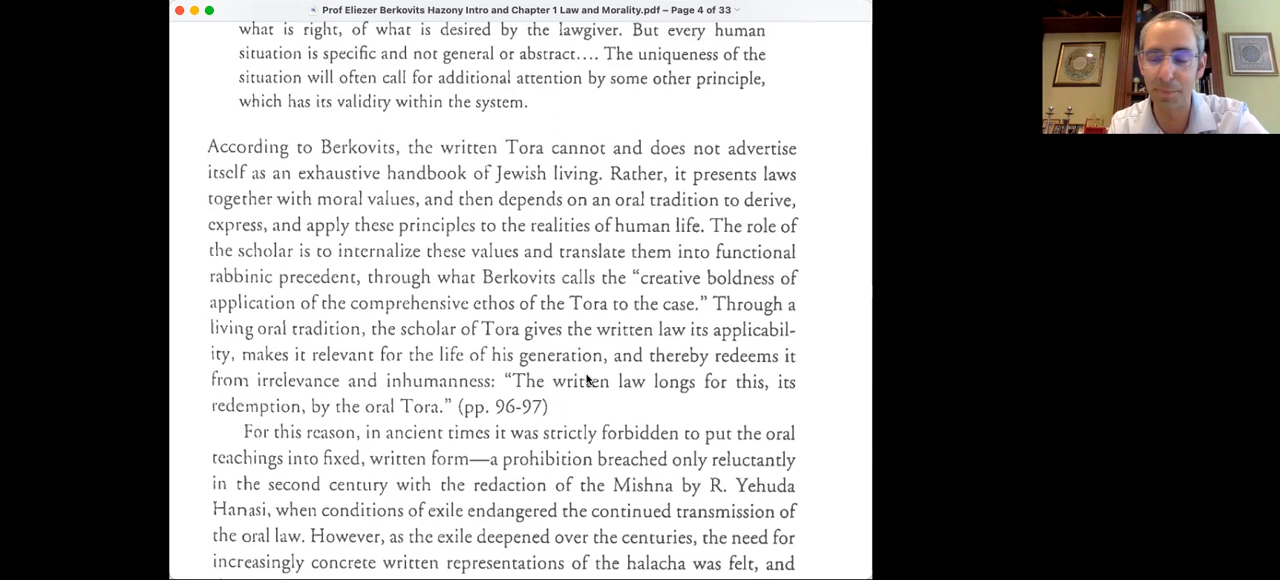 Prof Eliezer Berkovits Hazony Intro and Chapter 1 Law and Morality.pdf – Page 4 of 33
what is right, of what is desired by the lawgiver. But every human
situation is specific and not general or abstract…. The uniqueness of the
situation will often call for additional attention by some other principle,
which has its validity within the system.
According to Berkovits, the written Tora cannot and does not advertise
itself as an exhaustive handbook of Jewish living. Rather, it presents laws
together with moral values, and then depends on an oral tradition to derive,
express, and apply these principles to the realities of human life. The role of
the scholar is to internalize these values and translate them into functional
rabbinic precedent, through what Berkovits calls the “creative boldness of
application of the comprehensive ethos of the Tora to the case.” Through a
living oral tradition, the scholar of Tora gives the written law its applicabil-
ity, makes it relevant for the life of his generation, and thereby redeems it
from irrelevance and inhumanness: “The written law longs for this, its
redemption, by the oral Tora.” (pp. 96-97)
For this reason, in ancient times it was strictly forbidden to put the oral
teachings into fixed, written form—a prohibition breached only reluctantly
in the second century with the redaction of the Mishna by R. Yehuda
Hanasi, when conditions of exile endangered the continued transmission of
the oral law. However, as the exile deepened over the centuries, the need for
increasingly concrete written representations of the halacha was felt, and